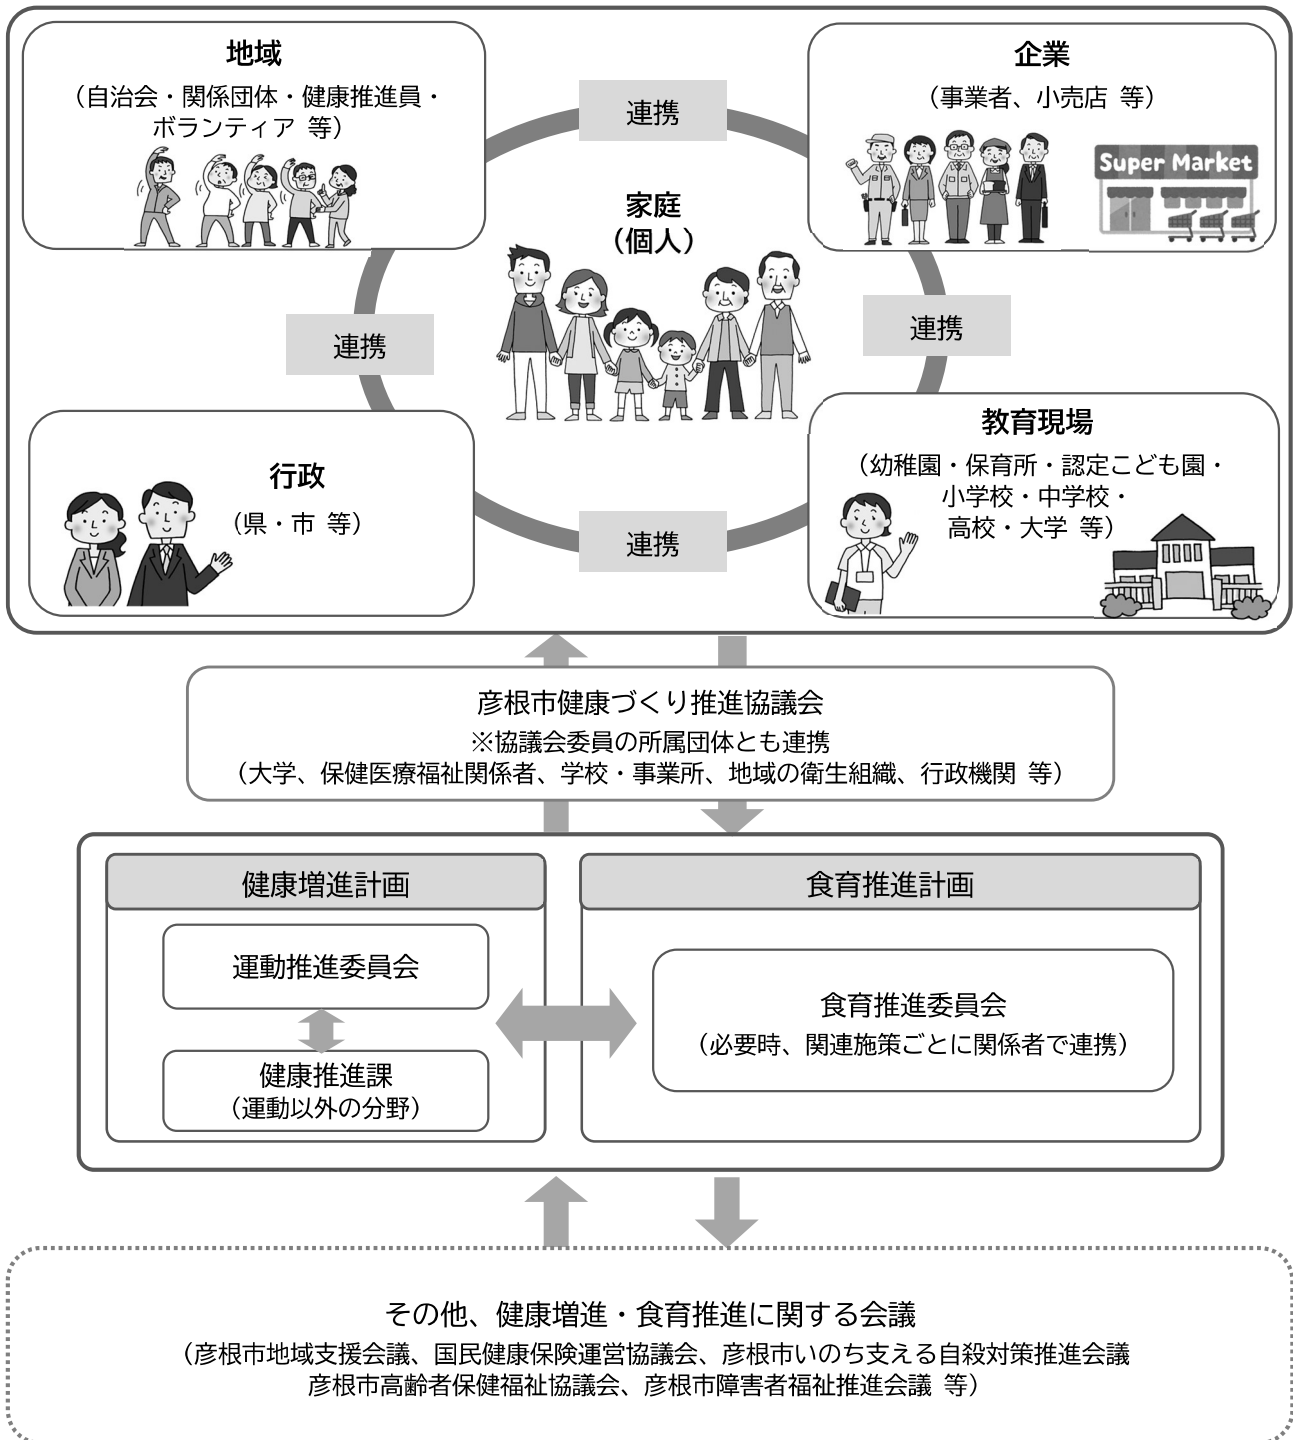 地域
（自治会・関係団体・健康推進員・
ボランティア 等）
企業
（事業者、小売店 等）
Super Market
連携
家庭
（個人）
連携
連携
行政
（県・市 等）
教育現場
（幼稚園・保育所・認定こども園・
小学校・中学校・
高校・大学 等）
連携
彦根市健康づくり推進協議会
※協議会委員の所属団体とも連携
（大学、保健医療福祉関係者、学校・事業所、地域の衛生組織、行政機関 等）
健康増進計画
運動推進委員会
健康推進課
（運動以外の分野）
食育推進計画
食育推進委員会
（必要時、関連施策ごとに関係者で連携）
その他、健康増進・食育推進に関する会議
（彦根市地域支援会議、国民健康保険運営協議会、彦根市いのち支える自殺対策推進会議
彦根市高齢者保健福祉協議会、彦根市障害者福祉推進会議 等）